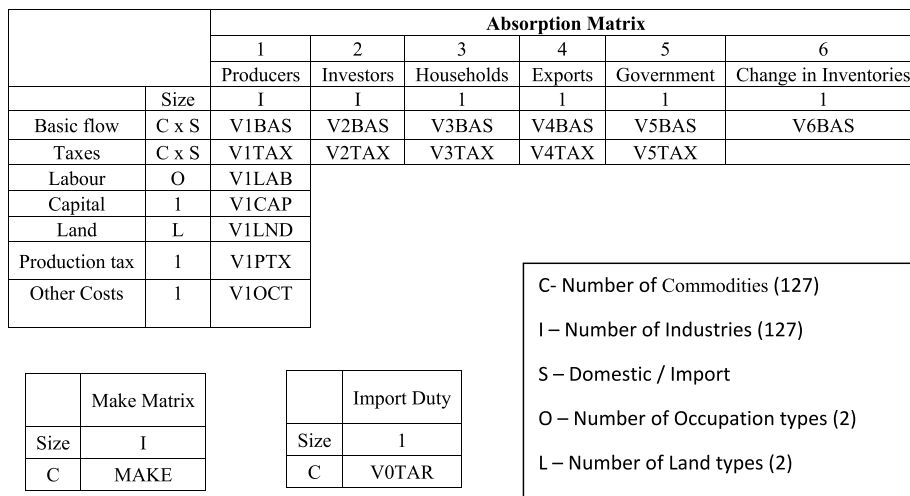 Absorption Matrix
1 2 3 4 5 6
Producers Investors Households Exports Government Change in Inventories
Size I I 1 1 1 1
Basic flow C x S V1BAS V2BAS V3BAS V4BAS V5BAS V6BAS
Taxes C x S V1TAX V2TAX V3TAX V4TAX V5TAX
Labour O V1LAB
Capital 1 V1CAP
Land L V1LND
Production tax 1 V1PTX
Other Costs 1 V1OCT
C- Number of Commodities (127)
I – Number of Industries (127)
S – Domestic / Import
O – Number of Occupation types (2)
L – Number of Land types (2)
Make Matrix
Size I
C MAKE
Import Duty
Size 1
C V0TAR